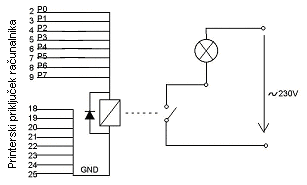 Printerski priključek računalnika
2 P0
3 P1
4 P2
5 P3
6 P4
7 P5
8 P6
9 P7
18
19
20
21
22
23
24
25
GND
~230V